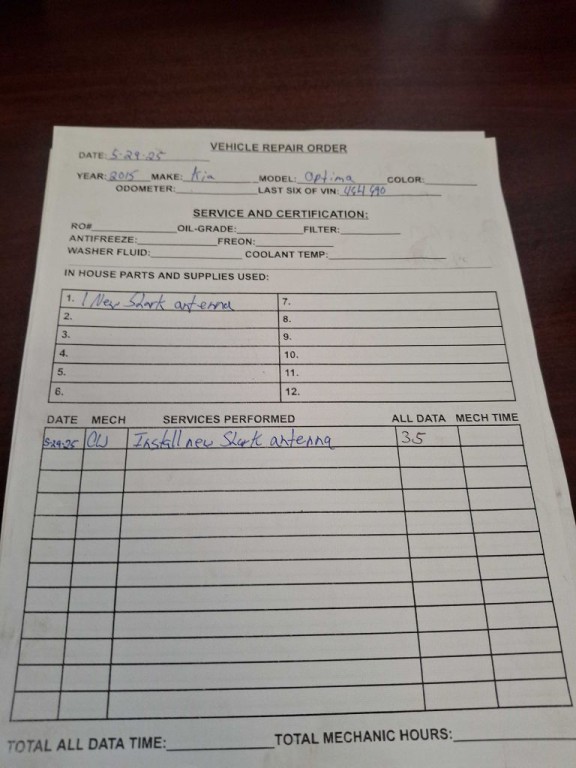 VEHICLE REPAIR ORDER
DATE: 5-29-25
YEAR: 2015 MAKE: Kia MODEL: Optima COLOR:
ODOMETER: LAST SIX OF VIN: 464690
SERVICE AND CERTIFICATION:
RO# OIL-GRADE: FILTER:
ANTIFREEZE: FREON:
WASHER FLUID: COOLANT TEMP:
IN HOUSE PARTS AND SUPPLIES USED:
1. 1 New Shark antenna 7.
2. 8.
3. 9.
4. 10.
5. 11.
6. 12.
DATE MECH SERVICES PERFORMED ALL DATA MECH TIME
5-29-25 CW Install new Shark antenna 3.5
TOTAL ALL DATA TIME: TOTAL MECHANIC HOURS: